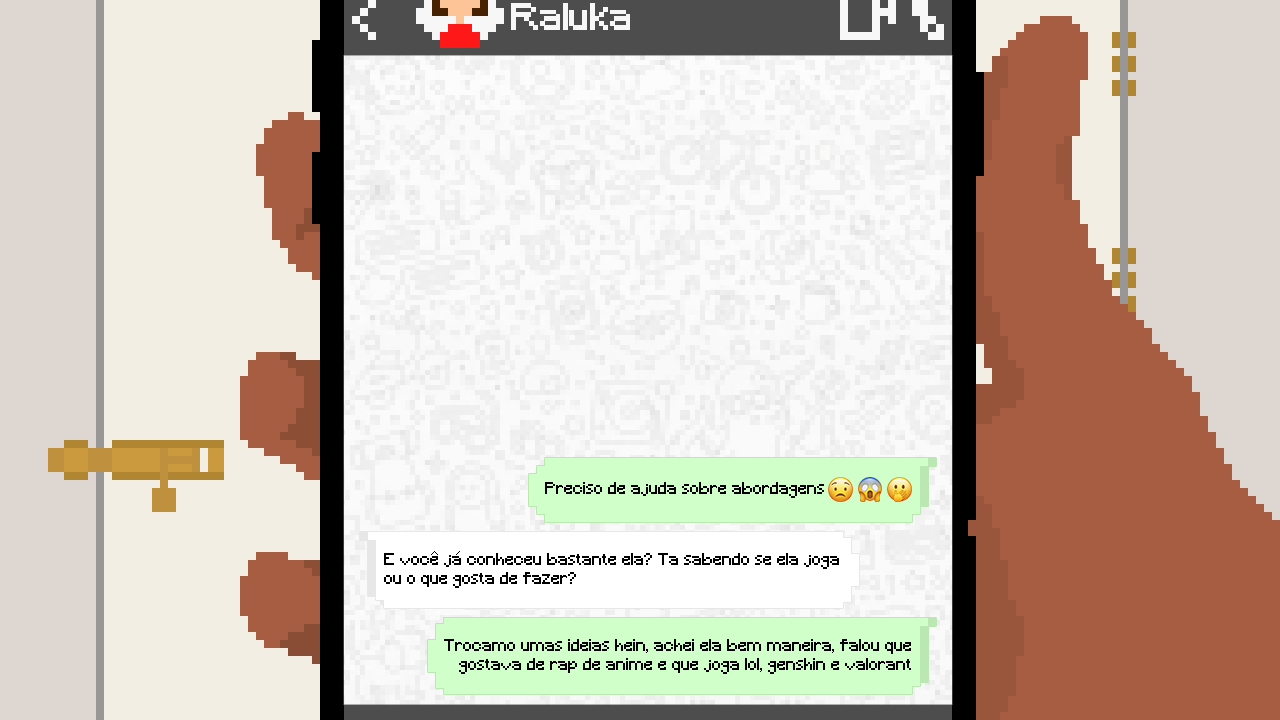 Raluka
Preciso de ajuda sobre abordagens😟😱🤫
E você já conheceu bastante ela? Ta sabendo se ela joga
ou o que gosta de fazer?
Trocamo umas ideias hein, achei ela bem maneira, falou que
gostava de rap de anime e que joga lol, genshin e valorant